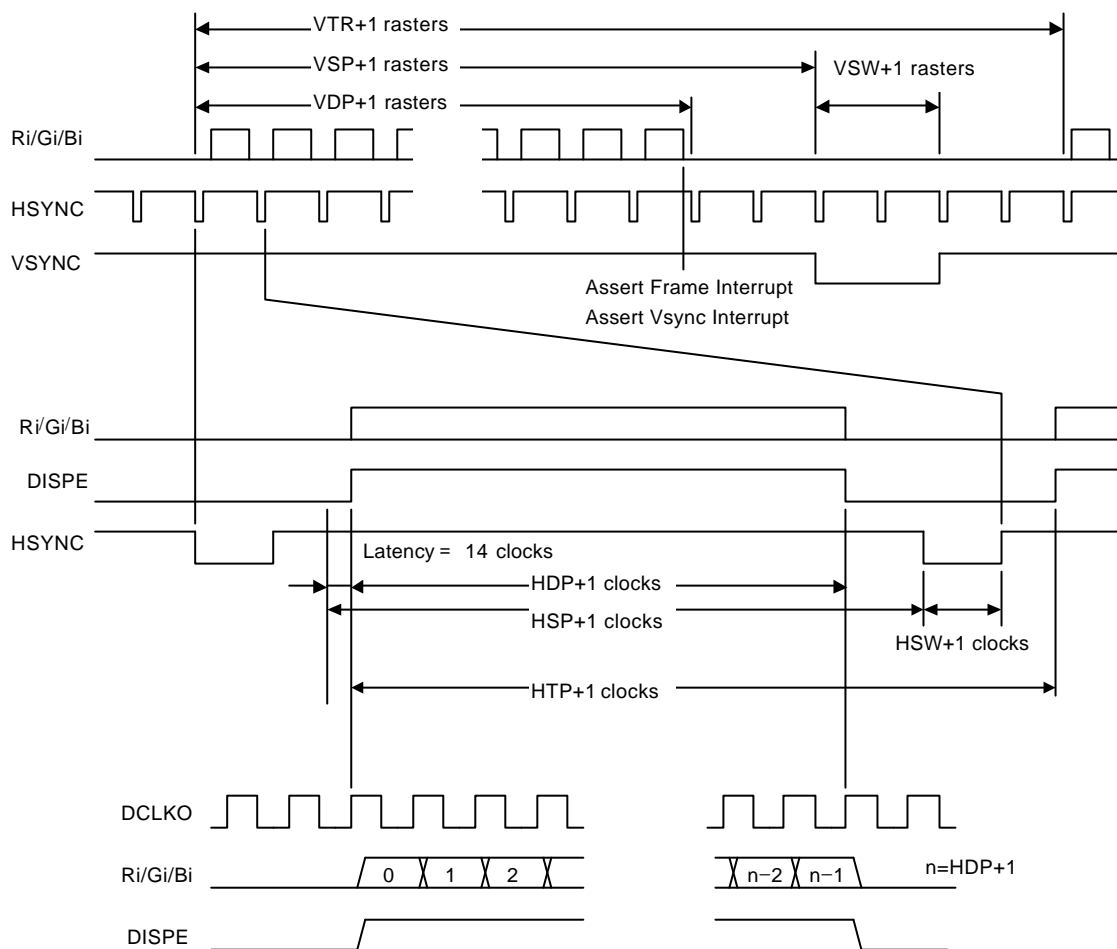 VTR+1 rasters
VSP+1 rasters
VSW+1 rasters
VDP+1 rasters
Ri/Gi/Bi
HSYNC
VSYNC
Assert Frame Interrupt
Assert Vsync Interrupt
Ri/Gi/Bi
DISPE
HSYNC
Latency = 14 clocks
HDP+1 clocks
HSP+1 clocks
HSW+1 clocks
HTP+1 clocks
DCLKO
Ri/Gi/Bi 0 1 2 n−2 n−1 n=HDP+1
DISPE